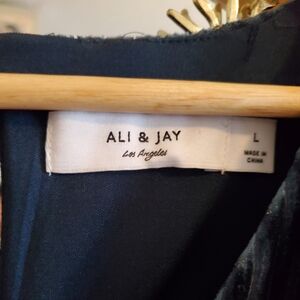 ALI & JAY
Los Angeles
L
MADE IN
CHINA